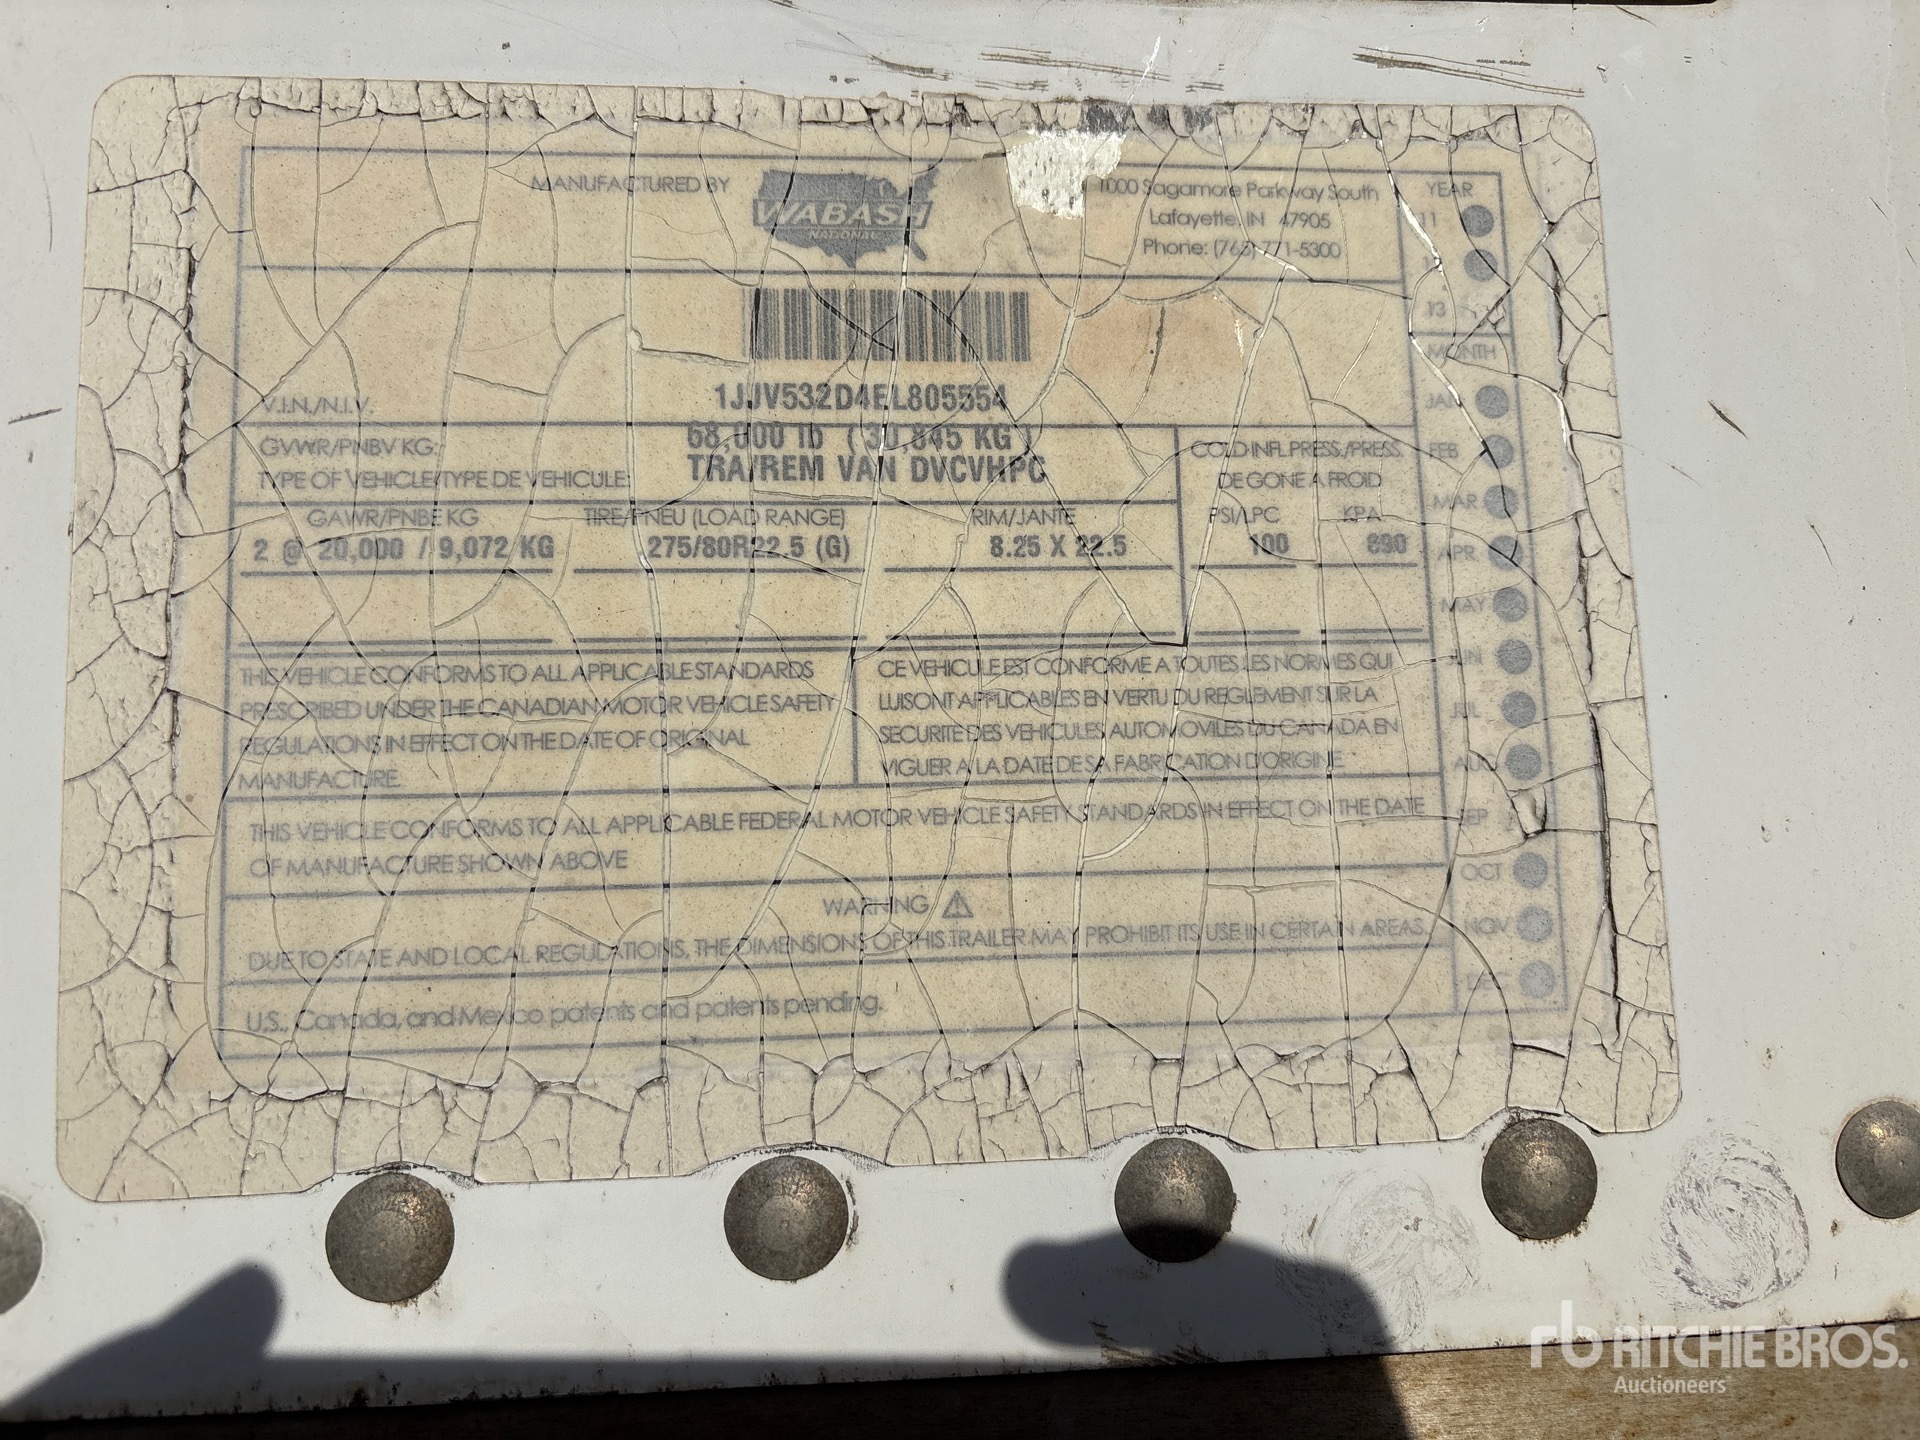 MANUFACTURED BY
WABASH
NATIONAL
1000 Sagamore Parkway South
Lafayette, IN 47905
Phone: (765) 771-5300
YEAR
11
13
MONTH
JAN
FEB
MAR
APR
MAY
JUN
JUL
AUG
SEP
OCT
NOV
DEC
V.I.N./N.I.V.
1JJV532D4EL805554
GVWR/PNBV KG:
68,000 lb ( 30,845 KG )
TYPE OF VEHICLE/TYPE DE VEHICULE:
TRA/REM VAN DVCVHPC
COLD INFL.PRESS./PRESS.
DE GONE A FROID
GAWR/PNBE KG
TIRE/PNEU (LOAD RANGE)
RIM/JANTE
PSI/LPC
KPA
2 @ 20,000 / 9,072 KG
275/80R22.5 (G)
8.25 X 22.5
100
690
THIS VEHICLE CONFORMS TO ALL APPLICABLE STANDARDS
PRESCRIBED UNDER THE CANADIAN MOTOR VEHICLE SAFETY
REGULATIONS IN EFFECT ON THE DATE OF ORIGINAL
MANUFACTURE.
CE VEHICULE EST CONFORME A TOUTES LES NORMES QUI
LUISONT APPLICABLES EN VERTU DU REGLEMENT SUR LA
SECURITE DES VEHICULES AUTOMOVILES DU CANADA EN
VIGUER A LA DATE DE SA FABRICATION D'ORIGINE
THIS VEHICLE CONFORMS TO ALL APPLICABLE FEDERAL MOTOR VEHICLE SAFETY STANDARDS IN EFFECT ON THE DATE
OF MANUFACTURE SHOWN ABOVE
WARNING
DUE TO STATE AND LOCAL REGULATIONS, THE DIMENSIONS OF THIS TRAILER MAY PROHIBIT ITS USE IN CERTAIN AREAS.
U.S., Canada, and Mexico patents and patents pending.
rb RITCHIE BROS.
Auctioneers